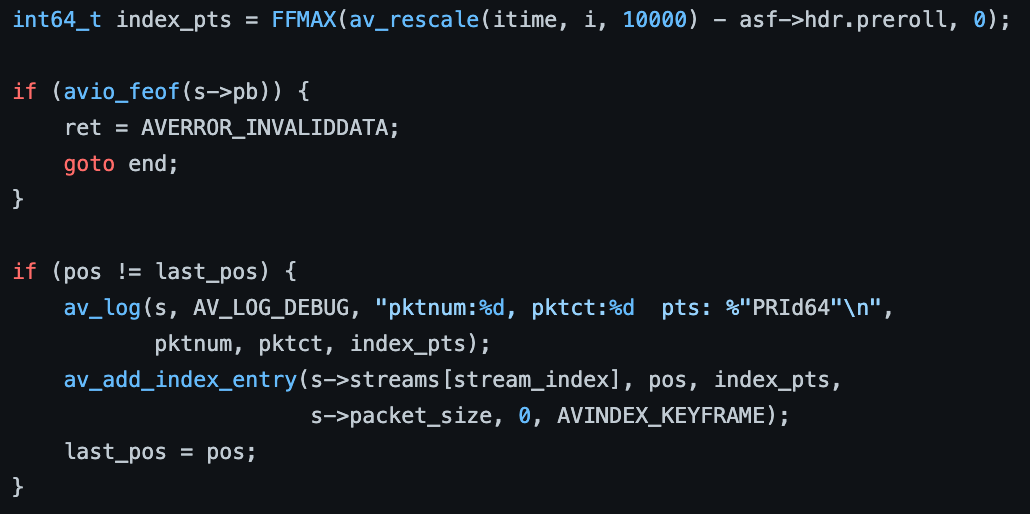 int64_t index_pts = FFMAX(av_rescale(itime, i, 10000) - asf->hdr.preroll, 0);
if (avio_feof(s->pb)) {
    ret = AVERROR_INVALIDDATA;
    goto end;
}
if (pos != last_pos) {
    av_log(s, AV_LOG_DEBUG, "pktnum:%d, pktct:%d  pts: %"PRId64"\n",
           pktnum, pktct, index_pts);
    av_add_index_entry(s->streams[stream_index], pos, index_pts,
                       s->packet_size, 0, AVINDEX_KEYFRAME);
    last_pos = pos;
}